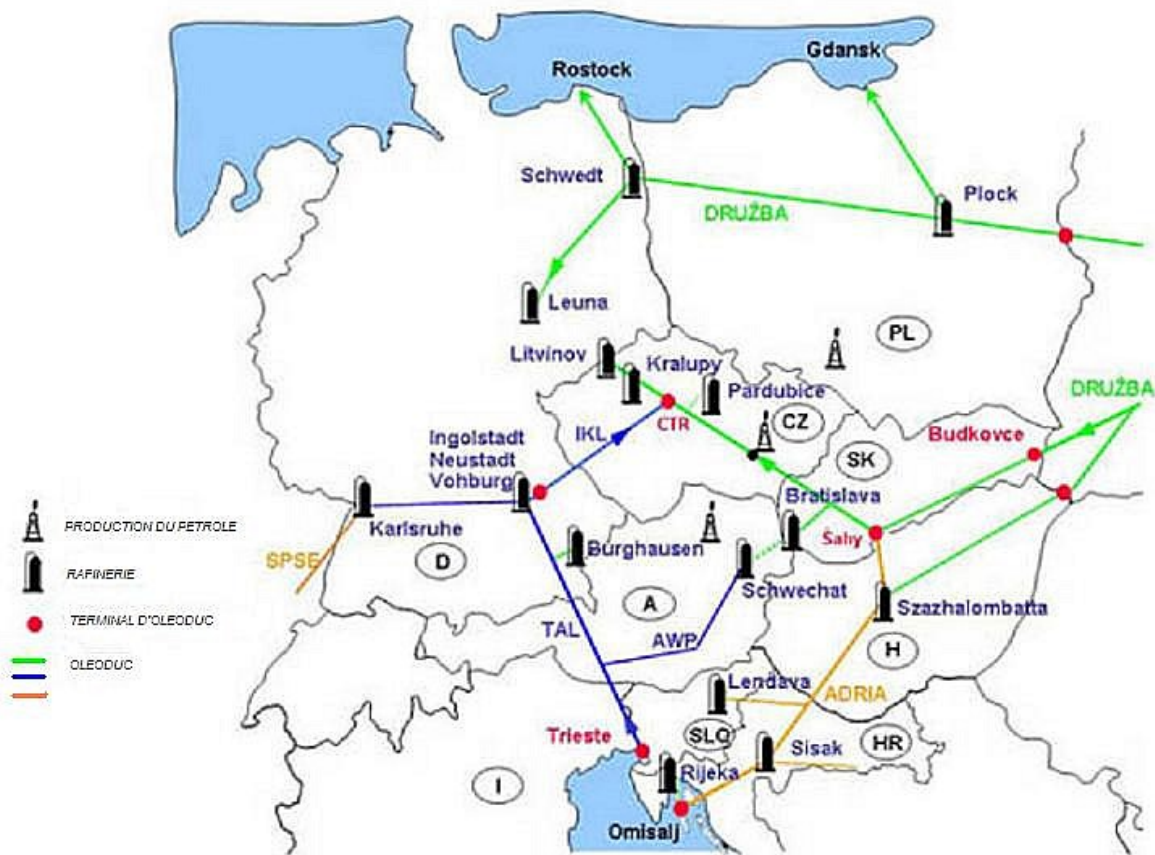 Gdansk
Rostock
Schwedt
Plock
DRUŽBA
Leuna
PL
Litvínov
Kralupy
Pardubice
DRUŽBA
CTR
CZ
Budkovce
IKL
Ingolstadt
Neustadt
Vohburg
SK
Bratislava
Karlsruhe
Šahy
SPSE
D
Burghausen
Schwechat
A
Szazhalombatta
TAL
AWP
H
Lendava
ADRIA
Trieste
SLO
Sisak
HR
Rijeka
I
Omisalj
PRODUCTION DU PETROLE
RAFINERIE
TERMINAL D'OLEODUC
OLEODUC